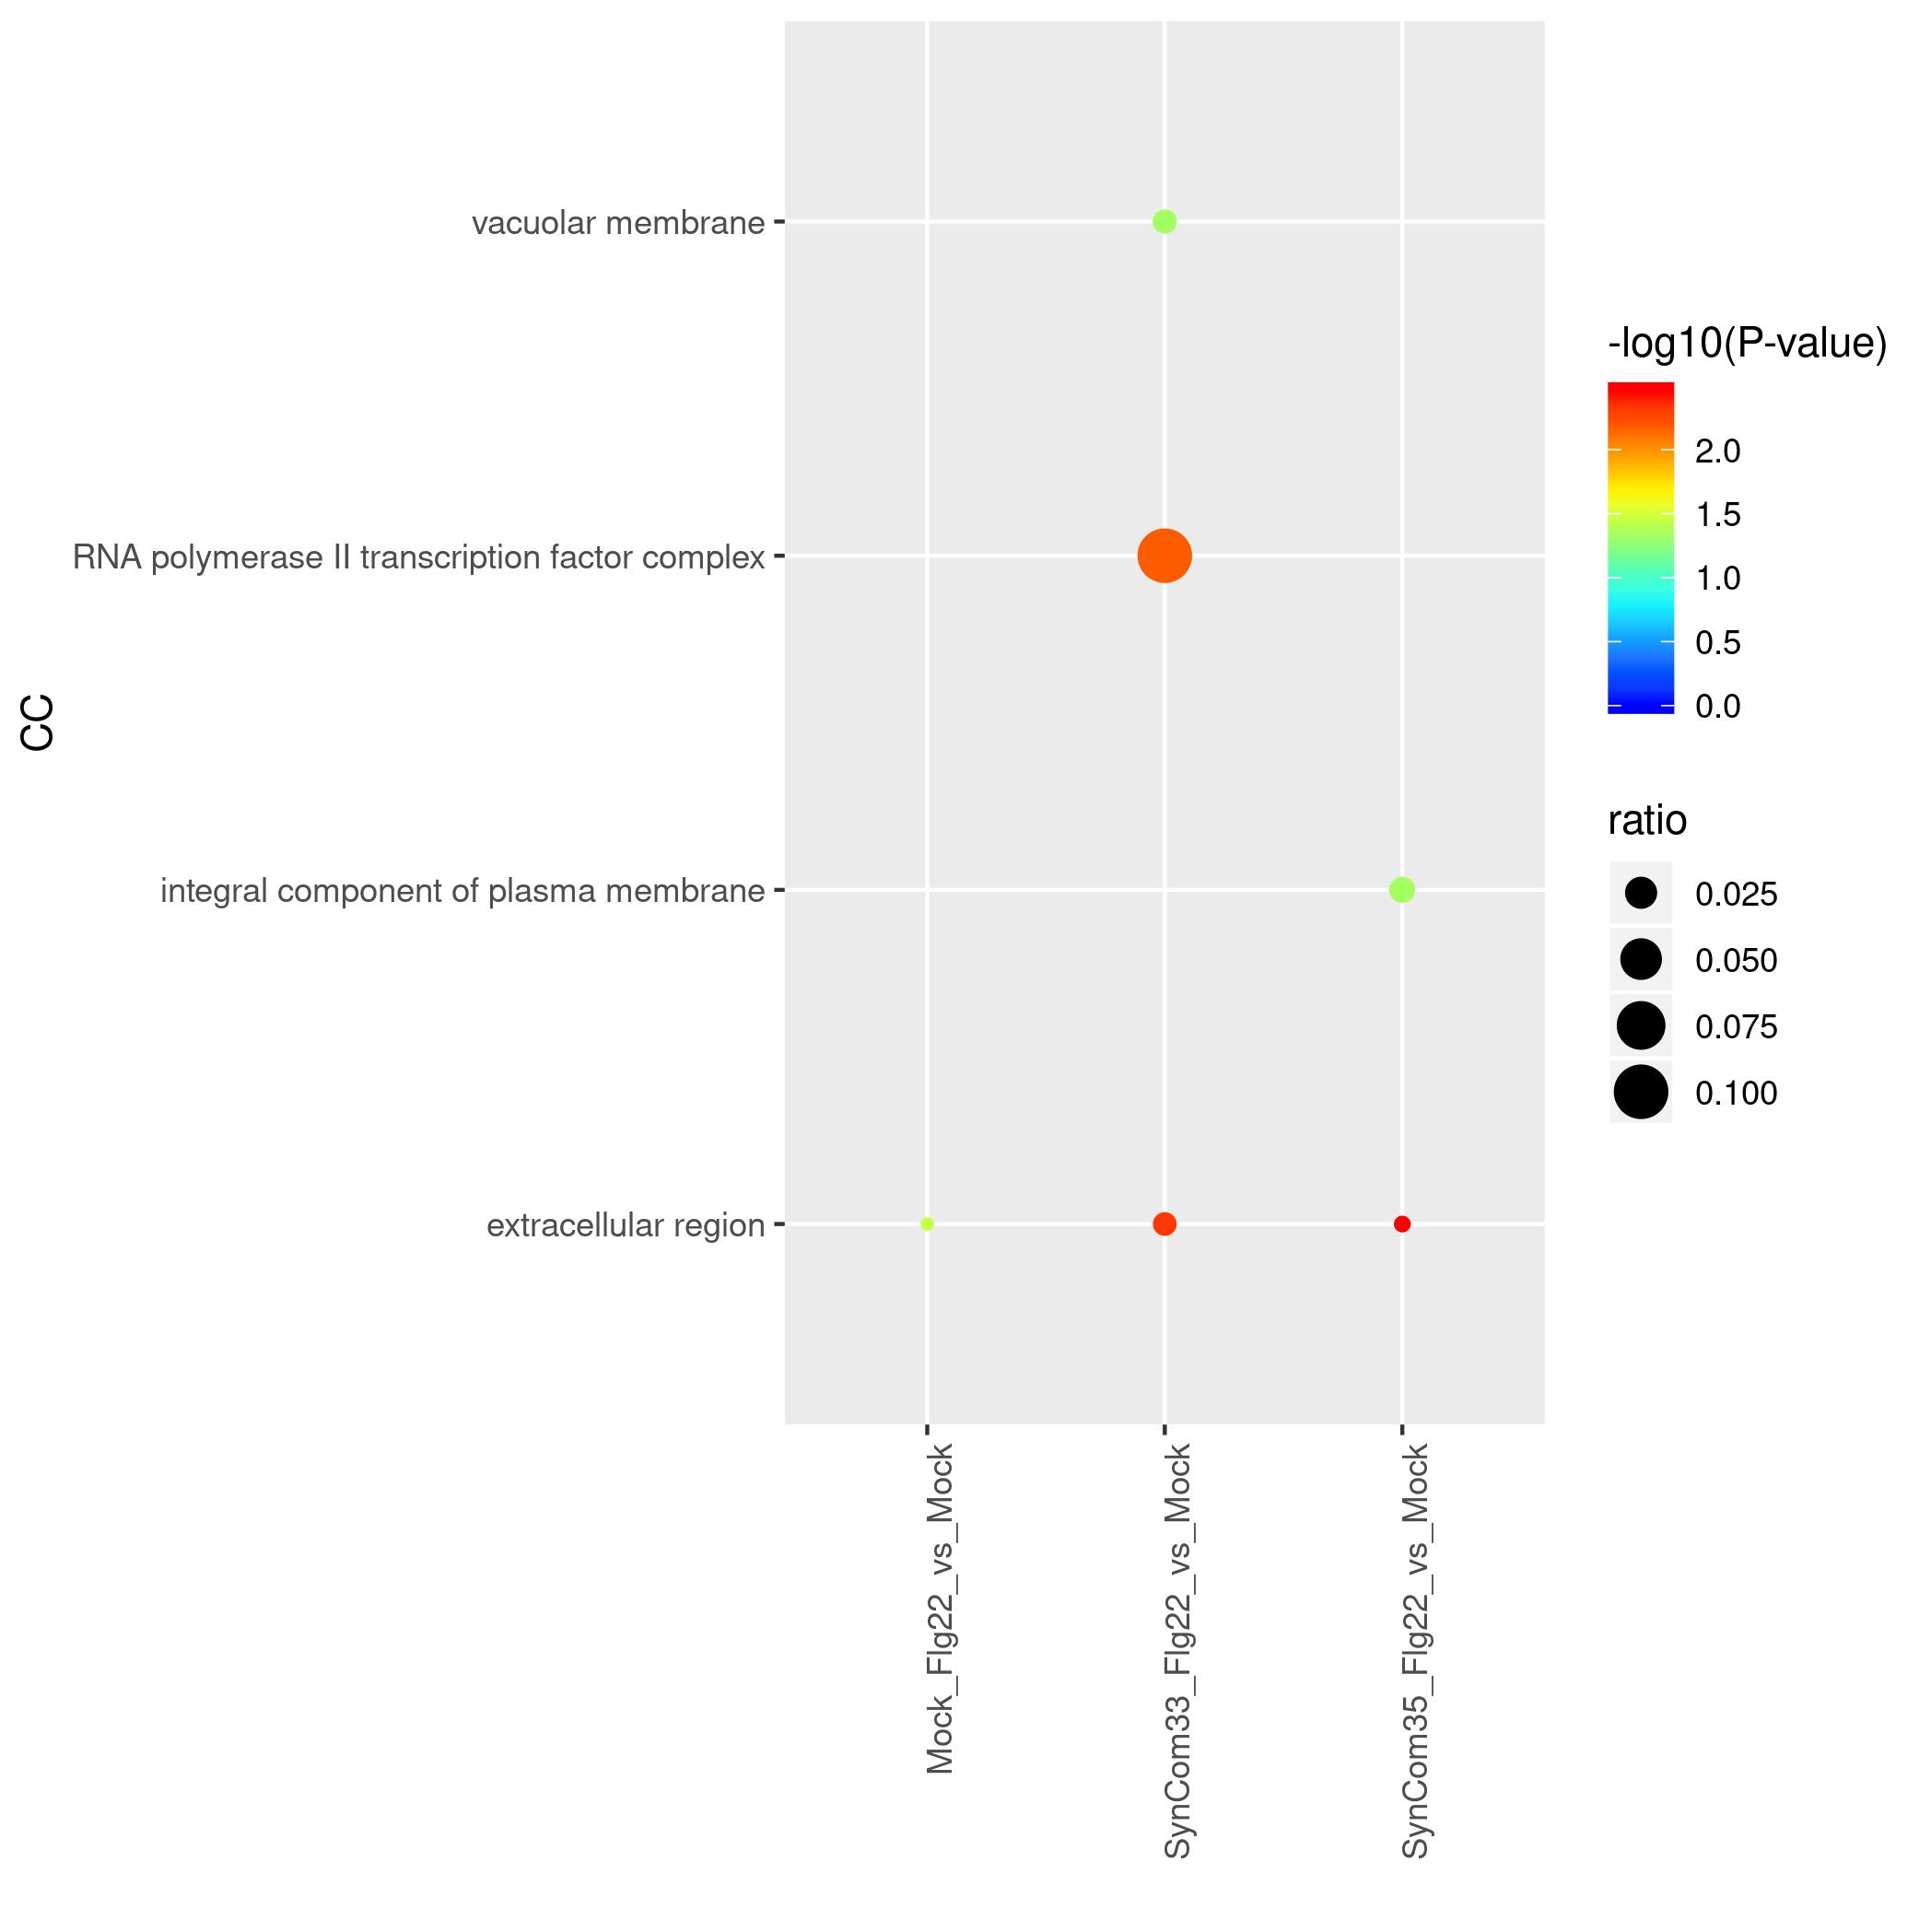 CC
vacuolar membrane
RNA polymerase II transcription factor complex
integral component of plasma membrane
extracellular region
Mock_Flg22_vs_Mock
SynCom33_Flg22_vs_Mock
SynCom35_Flg22_vs_Mock
-log10(P-value)
2.0
1.5
1.0
0.5
0.0
ratio
0.025
0.050
0.075
0.100